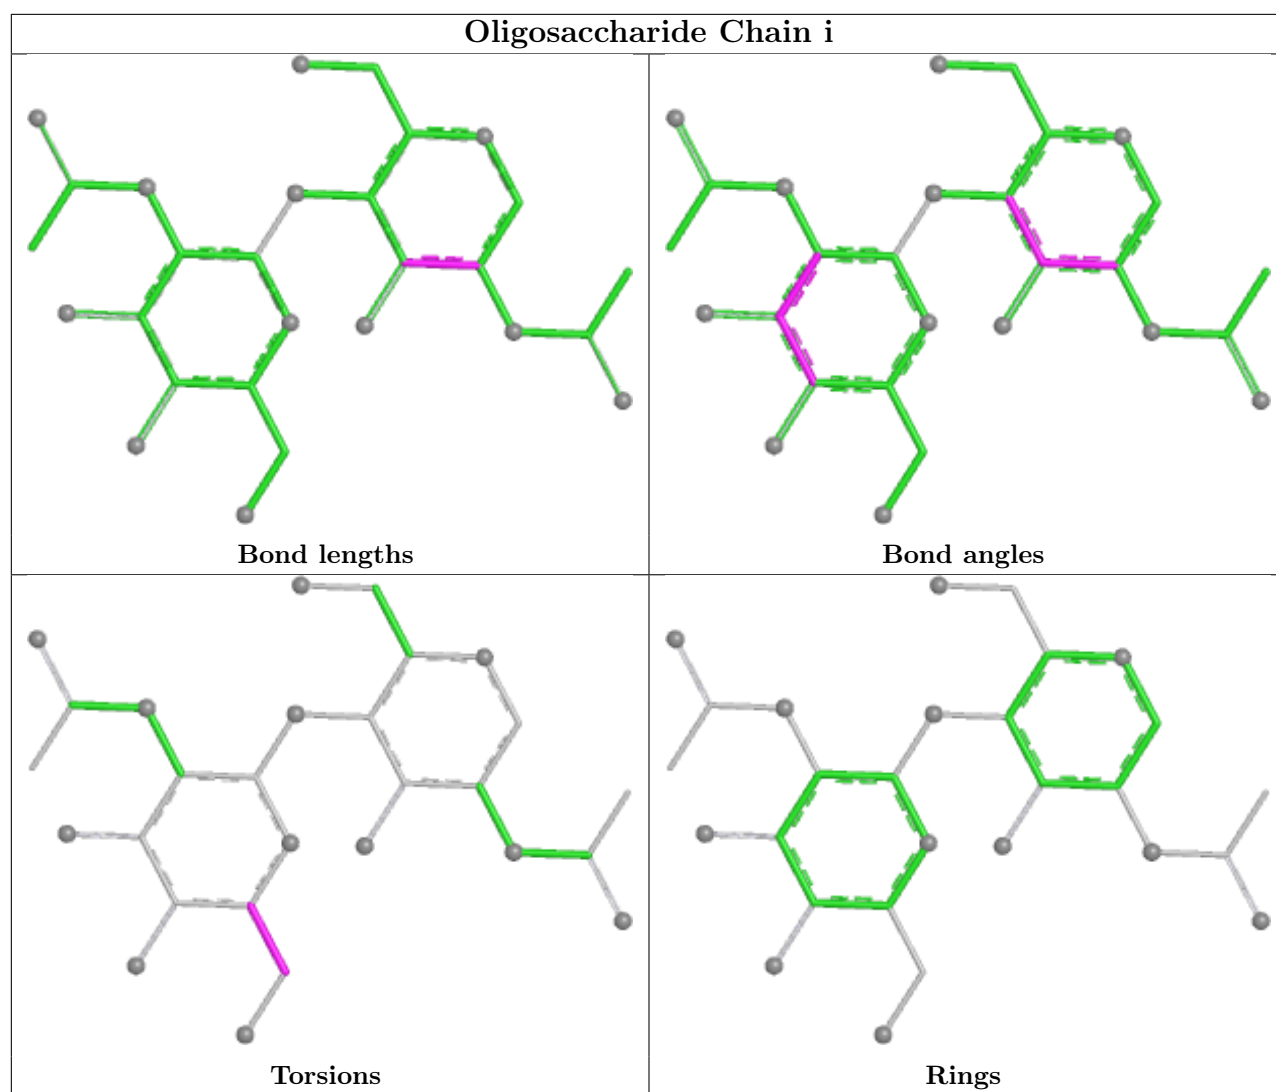 Oligosaccharide Chain i
Bond lengths
Bond angles
Torsions
Rings